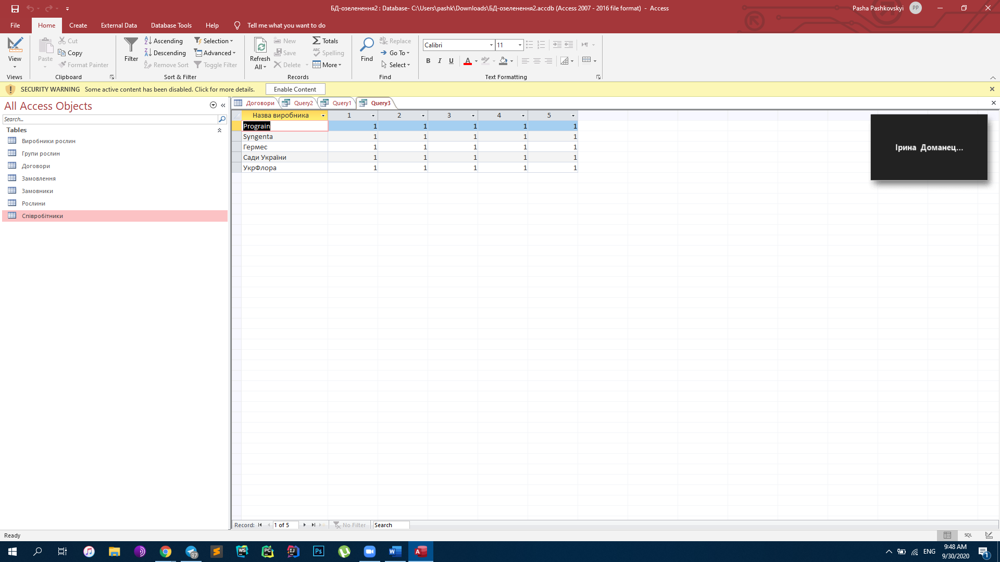 БД-озеленення2 : Database- C:\Users\pashk\Downloads\БД-озеленення2.accdb (Access 2007 - 2016 file format) - Access
Pasha Pashkovskyi PP
File Home Create External Data Database Tools Help Tell me what you want to do
View
Views
Paste
Cut
Copy
Format Painter
Clipboard
Filter
Ascending
Descending
Remove Sort
Selection
Advanced
Toggle Filter
Sort & Filter
Refresh
All
New
Save
Delete
Totals
Spelling
More
Records
Find
Replace
Go To
Select
Find
Calibri 11
B I U A
Text Formatting
SECURITY WARNING Some active content has been disabled. Click for more details. Enable Content
All Access Objects
Search...
Tables
Виробники рослин
Групи рослин
Договори
Замовлення
Замовники
Рослини
Співробітники
Договори Query2 Query1 Query3
Назва виробника 1 2 3 4 5
Prograin 1 1 1 1 1
Syngenta 1 1 1 1 1
Гермес 1 1 1 1 1
Сади України 1 1 1 1 1
УкрФлора 1 1 1 1 1
Ірина Доманец...
Record: 1 of 5 No Filter Search
Ready
SQL
97
ENG
9:48 AM
9/30/2020
1